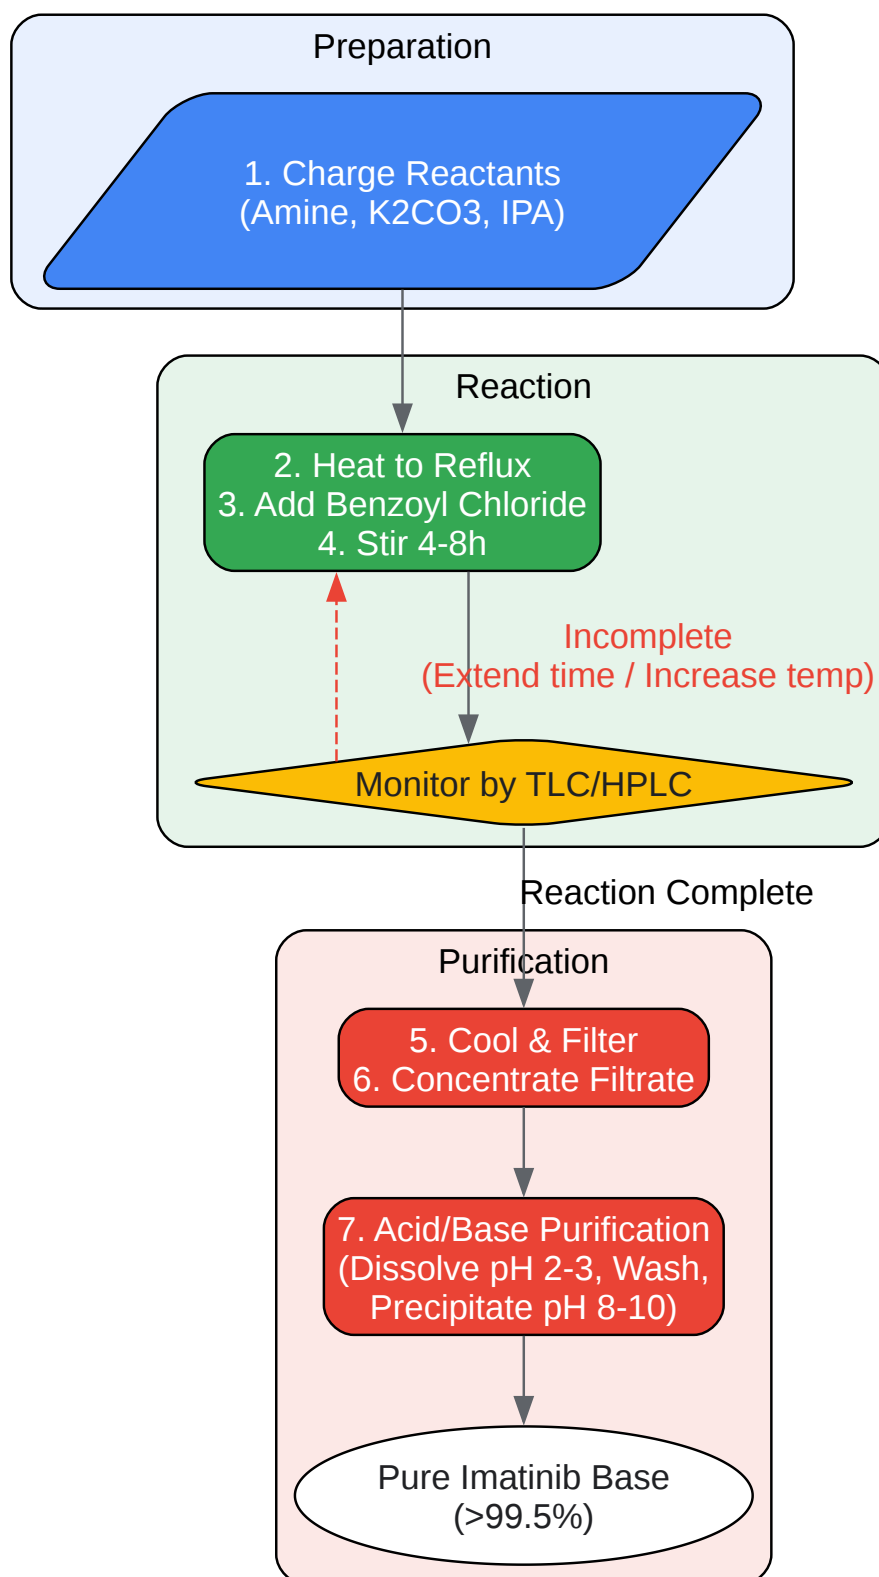 Preparation
1. Charge Reactants
(Amine, K2CO3, IPA)
Reaction
2. Heat to Reflux
3. Add Benzoyl Chloride
4. Stir 4-8h
Incomplete
(Extend time / Increase temp)
Monitor by TLC/HPLC
Reaction Complete
Purification
5. Cool & Filter
6. Concentrate Filtrate
7. Acid/Base Purification
(Dissolve pH 2-3, Wash,
Precipitate pH 8-10)
Pure Imatinib Base
(>99.5%)